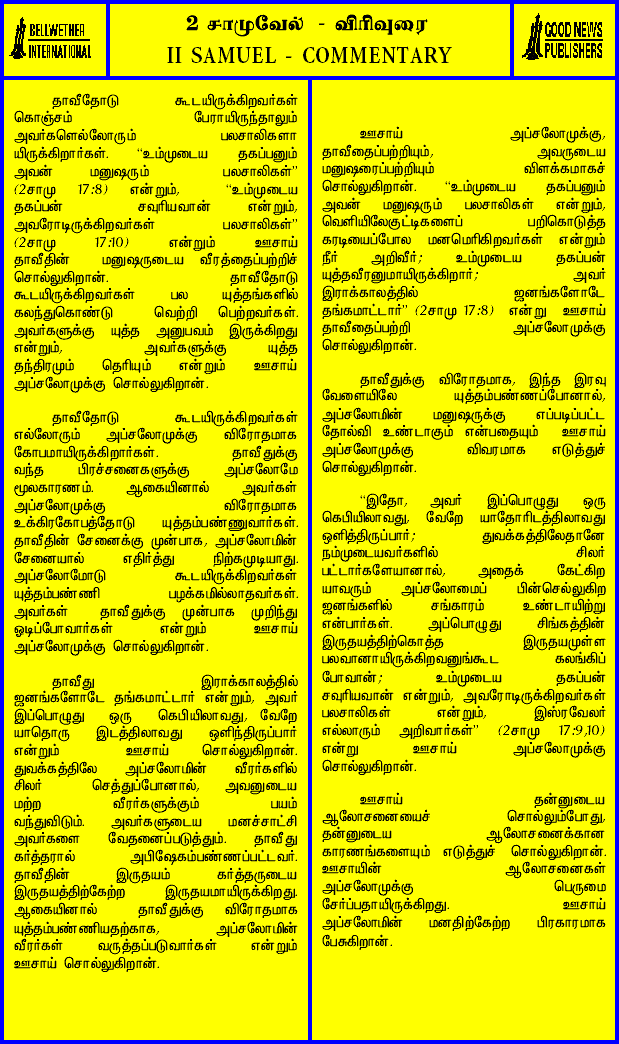 BELLWETHER
INTERNATIONAL
2 சாமுவேல் - விரிவுரை
II SAMUEL - COMMENTARY
GOOD NEWS
PUBLISHERS
தாவீதோடு கூடயிருக்கிறவர்கள்
கொஞ்சம் பேராயிருந்தாலும்
அவர்களெல்லோரும் பலசாலிகளா
யிருக்கிறார்கள். “உம்முடைய தகப்பனும்
அவன் மனுஷரும் பலசாலிகள்”
(2சாமு 17:8) என்றும், “உம்முடைய
தகப்பன் சவுரியவான் என்றும்,
அவரோடிருக்கிறவர்கள் பலசாலிகள்”
(2சாமு 17:10) என்றும் ஊசாய்
தாவீதின் மனுஷருடைய வீரத்தைப்பற்றிச்
சொல்லுகிறான். தாவீதோடு
கூடயிருக்கிறவர்கள் பல யுத்தங்களில்
கலந்துகொண்டு வெற்றி பெற்றவர்கள்.
அவர்களுக்கு யுத்த அனுபவம் இருக்கிறது
என்றும், அவர்களுக்கு யுத்த
தந்திரமும் தெரியும் என்றும் ஊசாய்
அப்சலோமுக்கு சொல்லுகிறான்.
தாவீதோடு கூடயிருக்கிறவர்கள்
எல்லோரும் அப்சலோமுக்கு விரோதமாக
கோபமாயிருக்கிறார்கள். தாவீதுக்கு
வந்த பிரச்சனைகளுக்கு அப்சலோமே
மூலகாரணம். ஆகையினால் அவர்கள்
அப்சலோமுக்கு விரோதமாக
உக்கிரகோபத்தோடு யுத்தம்பண்ணுவார்கள்.
தாவீதின் சேனைக்கு முன்பாக, அப்சலோமின்
சேனையால் எதிர்த்து நிற்கமுடியாது.
அப்சலோமோடு கூடயிருக்கிறவர்கள்
யுத்தம்பண்ணி பழக்கமில்லாதவர்கள்.
அவர்கள் தாவீதுக்கு முன்பாக முறிந்து
ஓடிப்போவார்கள் என்றும் ஊசாய்
அப்சலோமுக்கு சொல்லுகிறான்.
தாவீது இராக்காலத்தில்
ஜனங்களோடே தங்கமாட்டார் என்றும், அவர்
இப்பொழுது ஒரு கெபியிலாவது, வேறே
யாதொரு இடத்திலாவது ஒளிந்திருப்பார்
என்றும் ஊசாய் சொல்லுகிறான்.
துவக்கத்திலே அப்சலோமின் வீரர்களில்
சிலர் செத்துப்போனால், அவனுடைய
மற்ற வீரர்களுக்கும் பயம்
வந்துவிடும். அவர்களுடைய மனச்சாட்சி
அவர்களை வேதனைப்படுத்தும். தாவீது
கர்த்தரால் அபிஷேகம்பண்ணப்பட்டவர்.
தாவீதின் இருதயம் கர்த்தருடைய
இருதயத்திற்கேற்ற இருதயமாயிருக்கிறது.
ஆகையினால் தாவீதுக்கு விரோதமாக
யுத்தம்பண்ணியதற்காக, அப்சலோமின்
வீரர்கள் வருத்தப்படுவார்கள் என்றும்
ஊசாய் சொல்லுகிறான்.
ஊசாய் அப்சலோமுக்கு,
தாவீதைப்பற்றியும், அவருடைய
மனுஷரைப்பற்றியும் விளக்கமாகச்
சொல்லுகிறான். “உம்முடைய தகப்பனும்
அவன் மனுஷரும் பலசாலிகள் என்றும்,
வெளியிலேகுட்டிகளைப் பறிகொடுத்த
கரடியைப்போல மனமெரிகிறவர்கள் என்றும்
நீர் அறிவீர்; உம்முடைய தகப்பன்
யுத்தவீரனுமாயிருக்கிறார்; அவர்
இராக்காலத்தில் ஜனங்களோடே
தங்கமாட்டார்” (2சாமு 17:8) என்று ஊசாய்
தாவீதைப்பற்றி அப்சலோமுக்கு
சொல்லுகிறான்.
தாவீதுக்கு விரோதமாக, இந்த இரவு
வேளையிலே யுத்தம்பண்ணப்போனால்,
அப்சலோமின் மனுஷருக்கு எப்படிப்பட்ட
தோல்வி உண்டாகும் என்பதையும் ஊசாய்
அப்சலோமுக்கு விவரமாக எடுத்துச்
சொல்லுகிறான்.
“இதோ, அவர் இப்பொழுது ஒரு
கெபியிலாவது, வேறே யாதோரிடத்திலாவது
ஒளித்திருப்பார்; துவக்கத்திலேதானே
நம்முடையவர்களில் சிலர்
பட்டார்களேயானால், அதைக் கேட்கிற
யாவரும் அப்சலோமைப் பின்செல்லுகிற
ஜனங்களில் சங்காரம் உண்டாயிற்று
என்பார்கள். அப்பொழுது சிங்கத்தின்
இருதயத்திற்கொத்த இருதயமுள்ள
பலவானாயிருக்கிறவனுங்கூட கலங்கிப்
போவான்; உம்முடைய தகப்பன்
சவுரியவான் என்றும், அவரோடிருக்கிறவர்கள்
பலசாலிகள் என்றும், இஸ்ரவேலர்
எல்லாரும் அறிவார்கள்” (2சாமு 17:9,10)
என்று ஊசாய் அப்சலோமுக்கு
சொல்லுகிறான்.
ஊசாய் தன்னுடைய
ஆலோசனையைச் சொல்லும்போது,
தன்னுடைய ஆலோசனைக்கான
காரணங்களையும் எடுத்துச் சொல்லுகிறான்.
ஊசாயின் ஆலோசனைகள்
அப்சலோமுக்கு பெருமை
சேர்ப்பதாயிருக்கிறது. ஊசாய்
அப்சலோமின் மனதிற்கேற்ற பிரகாரமாக
பேசுகிறான்.